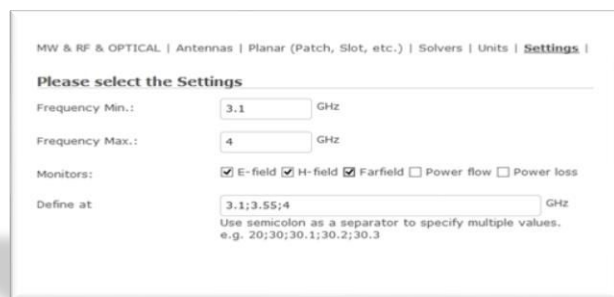 MW & RF & OPTICAL | Antennas | Planar (Patch, Slot, etc.) | Solvers | Units | Settings |
Please select the Settings
Frequency Min.: 3.1 GHz
Frequency Max.: 4 GHz
Monitors: E-field H-field Farfield Power flow Power loss
Define at 3.1;3.55;4 GHz
Use semicolon as a separator to specify multiple values.
e.g. 20;30;30.1;30.2;30.3